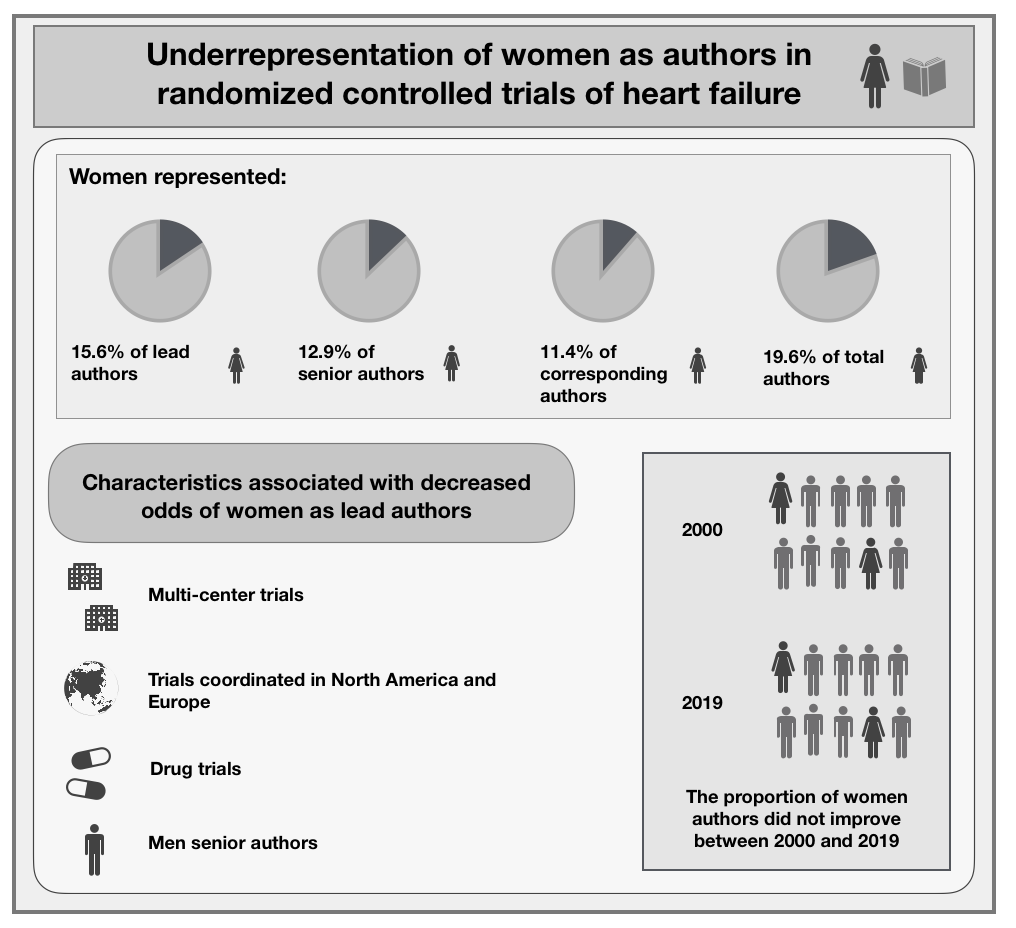 Underrepresentation of women as authors in
randomized controlled trials of heart failure
Women represented:
15.6% of lead
authors
12.9% of
senior authors
11.4% of
corresponding
authors
19.6% of total
authors
Characteristics associated with decreased
odds of women as lead authors
Multi-center trials
Trials coordinated in North America and
Europe
Drug trials
Men senior authors
2000
2019
The proportion of women
authors did not improve
between 2000 and 2019